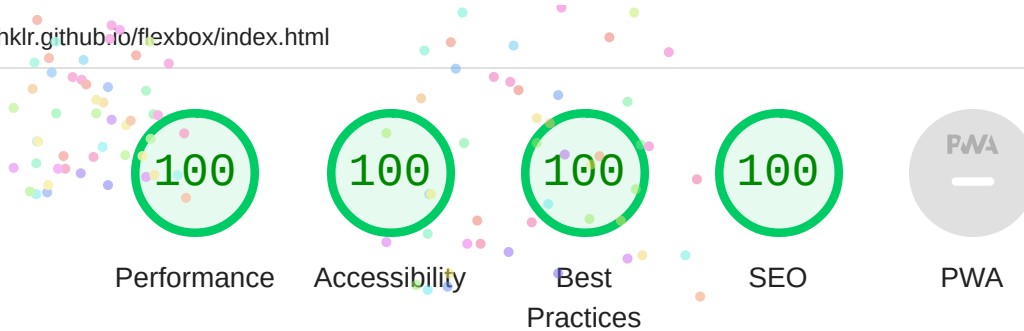 nklr.github.io/flexbox/index.html
100 100 100 100 PWA
Performance Accessibility Best Practices SEO PWA